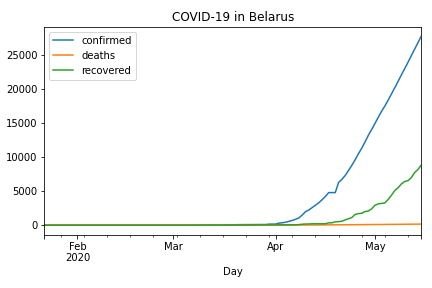 COVID-19 in Belarus
confirmed
deaths
recovered
25000
20000
15000
10000
5000
0
Feb
2020
Mar
Apr
May
Day